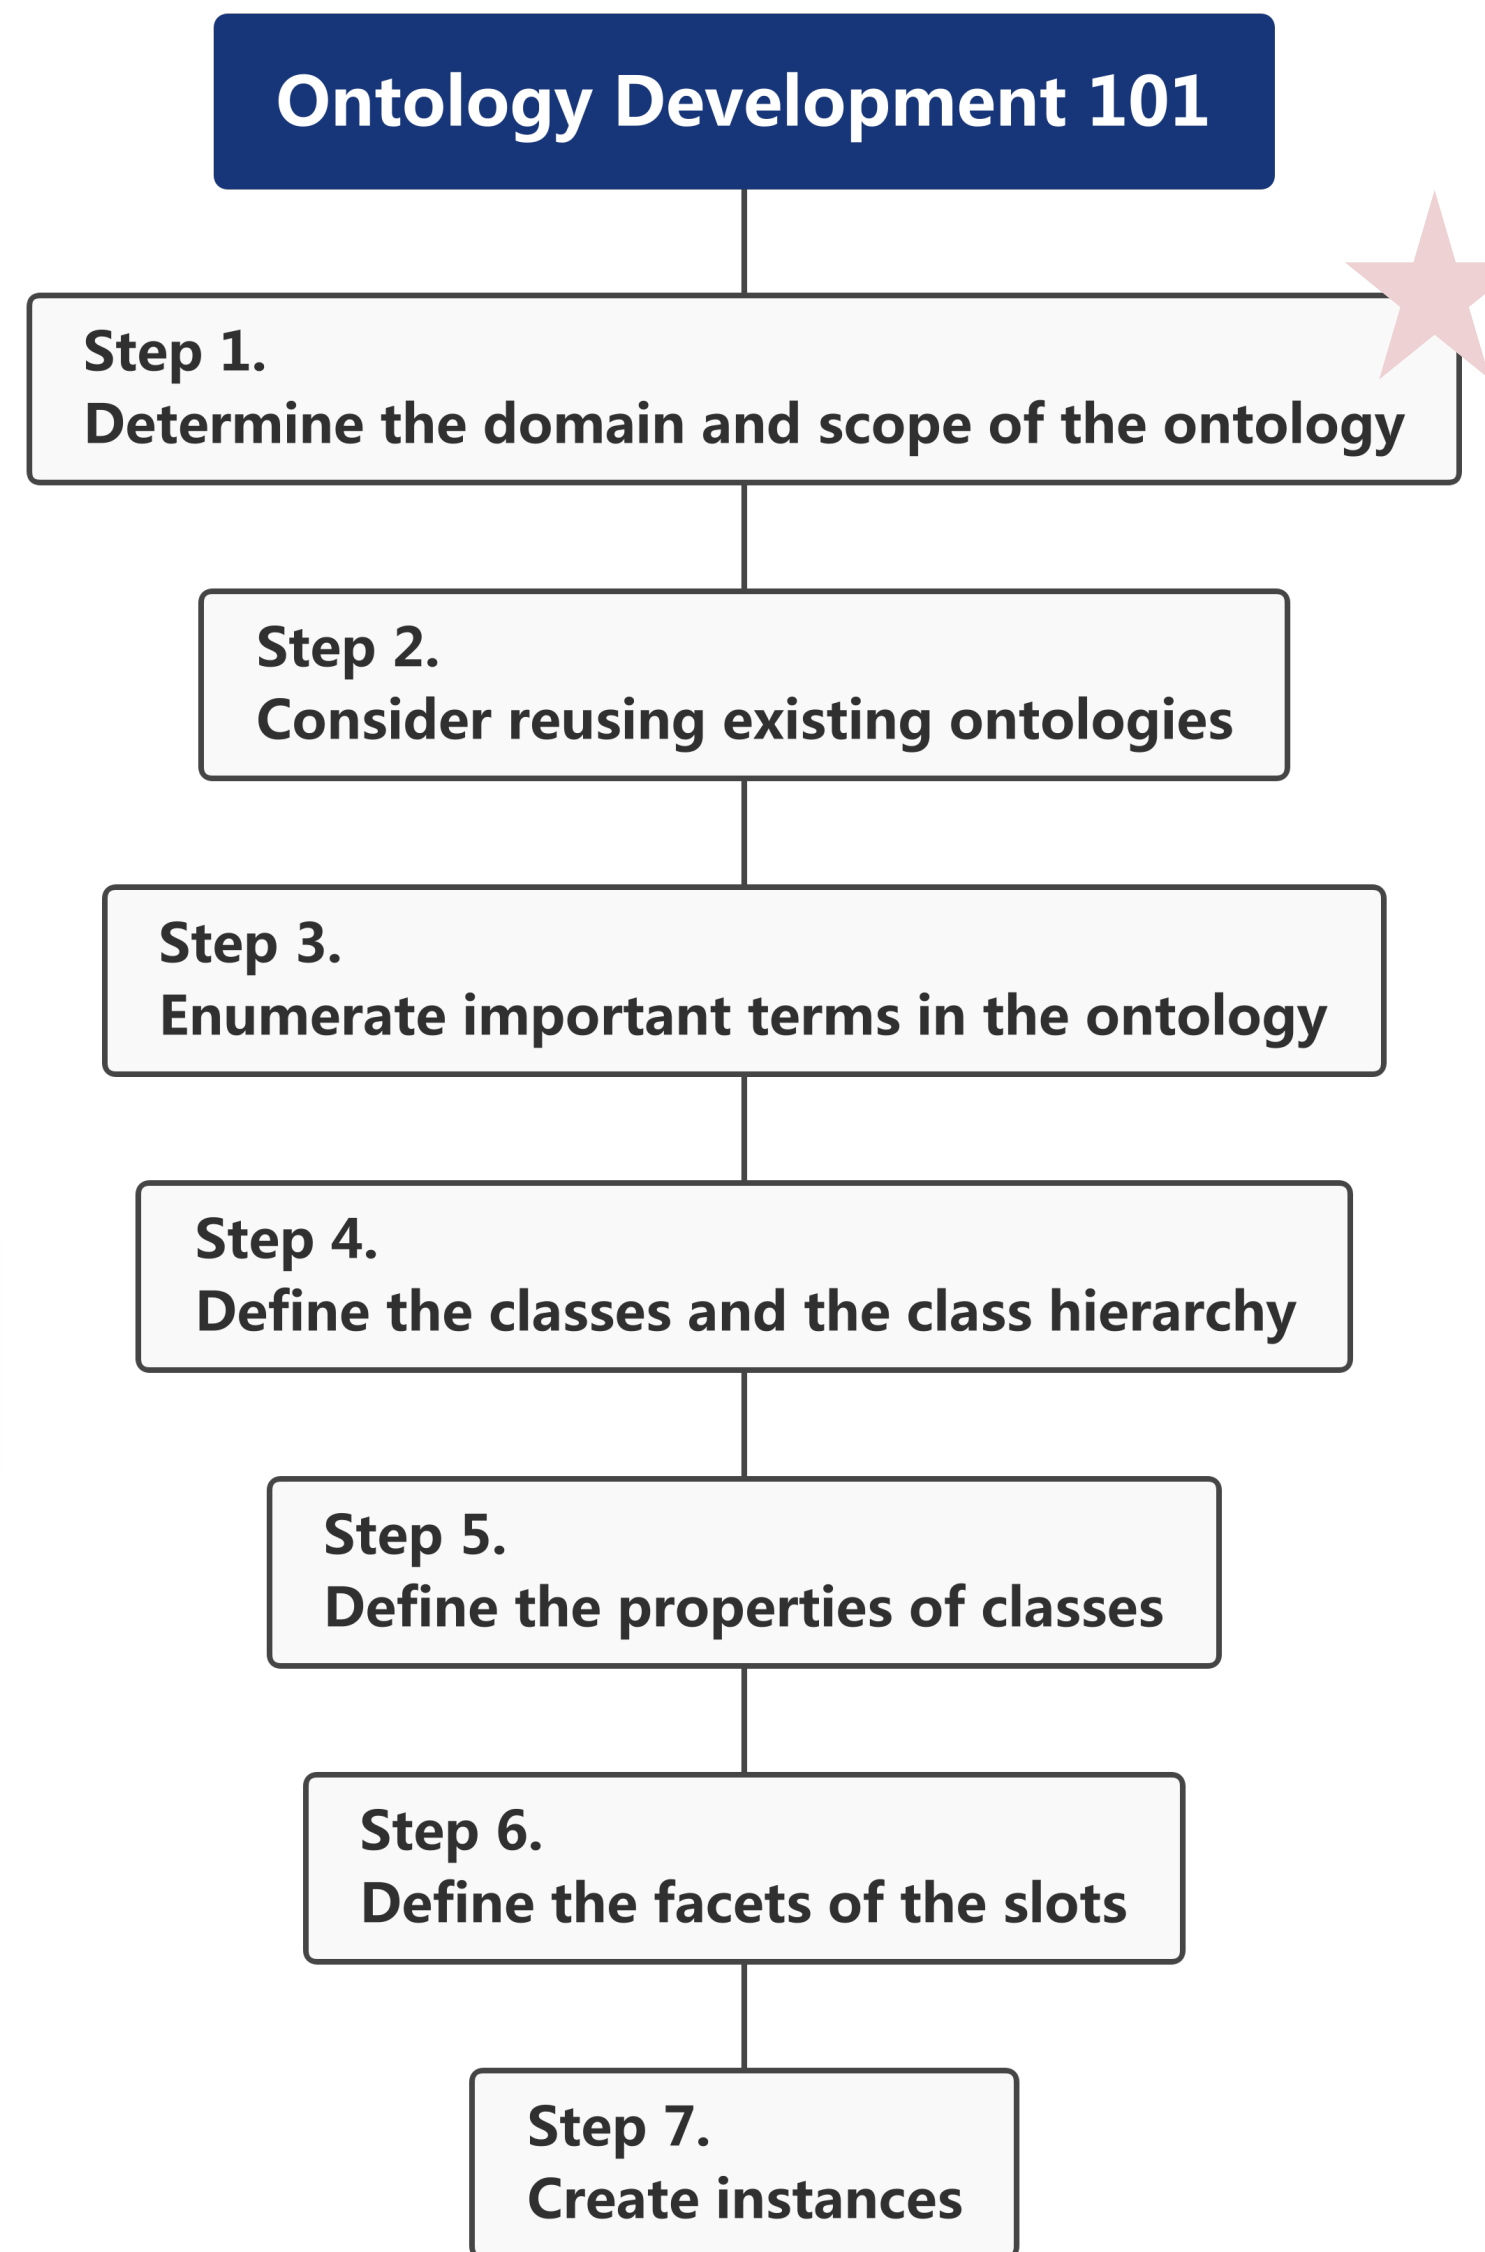 Ontology Development 101
Step 1.
Determine the domain and scope of the ontology
Step 2.
Consider reusing existing ontologies
Step 3.
Enumerate important terms in the ontology
Step 4.
Define the classes and the class hierarchy
Step 5.
Define the properties of classes
Step 6.
Define the facets of the slots
Step 7.
Create instances